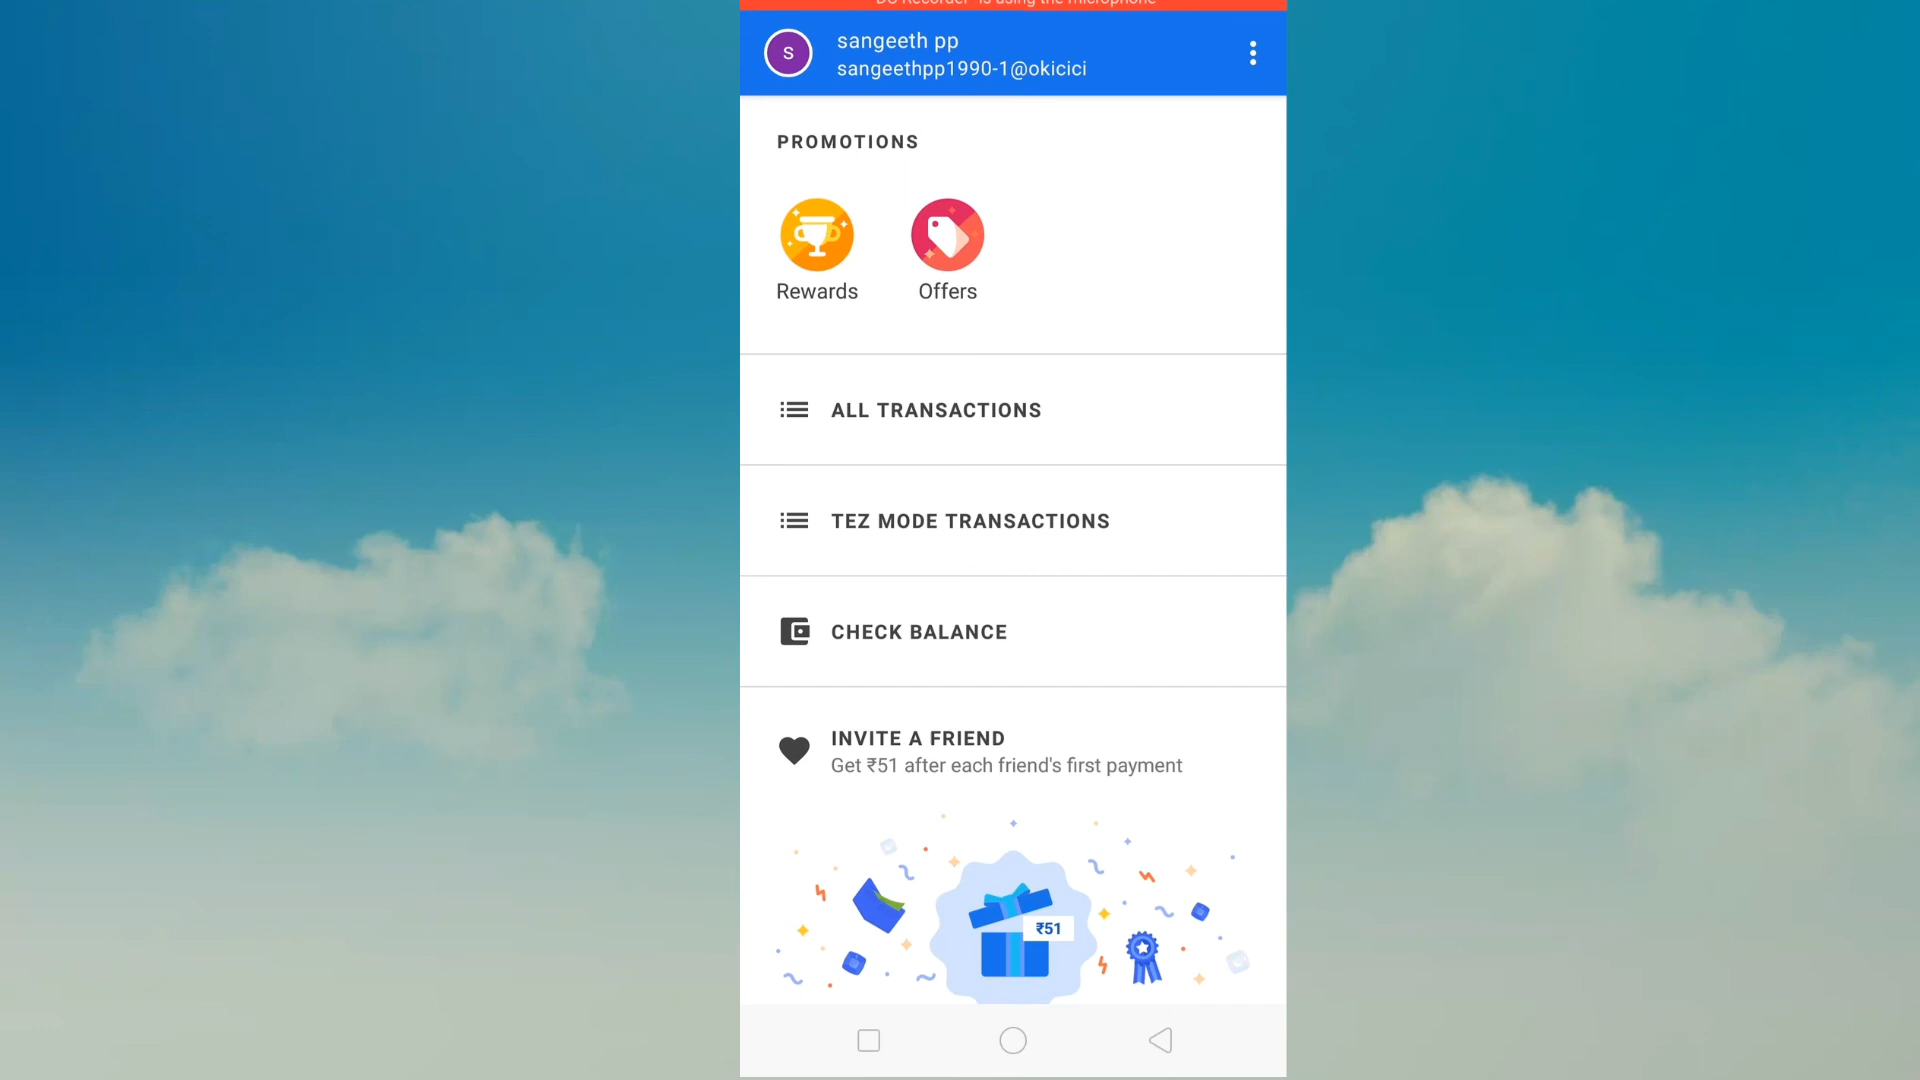 DU Recorder" is using the microphone
sangeeth pp
sangeethpp1990-1@okicici
PROMOTIONS
Rewards
Offers
ALL TRANSACTIONS
TEZ MODE TRANSACTIONS
CHECK BALANCE
INVITE A FRIEND
Get ₹51 after each friend's first payment
₹51
S